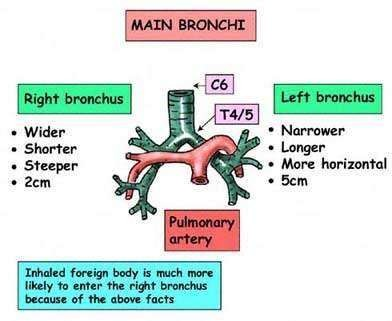 MAIN BRONCHI
C6
Right bronchus
Left bronchus
T4/5
• Wider
• Shorter
• Steeper
• 2cm
• Narrower
• Longer
• More horizontal
• 5cm
Pulmonary
artery
Inhaled foreign body is much more
likely to enter the right bronchus
because of the above facts